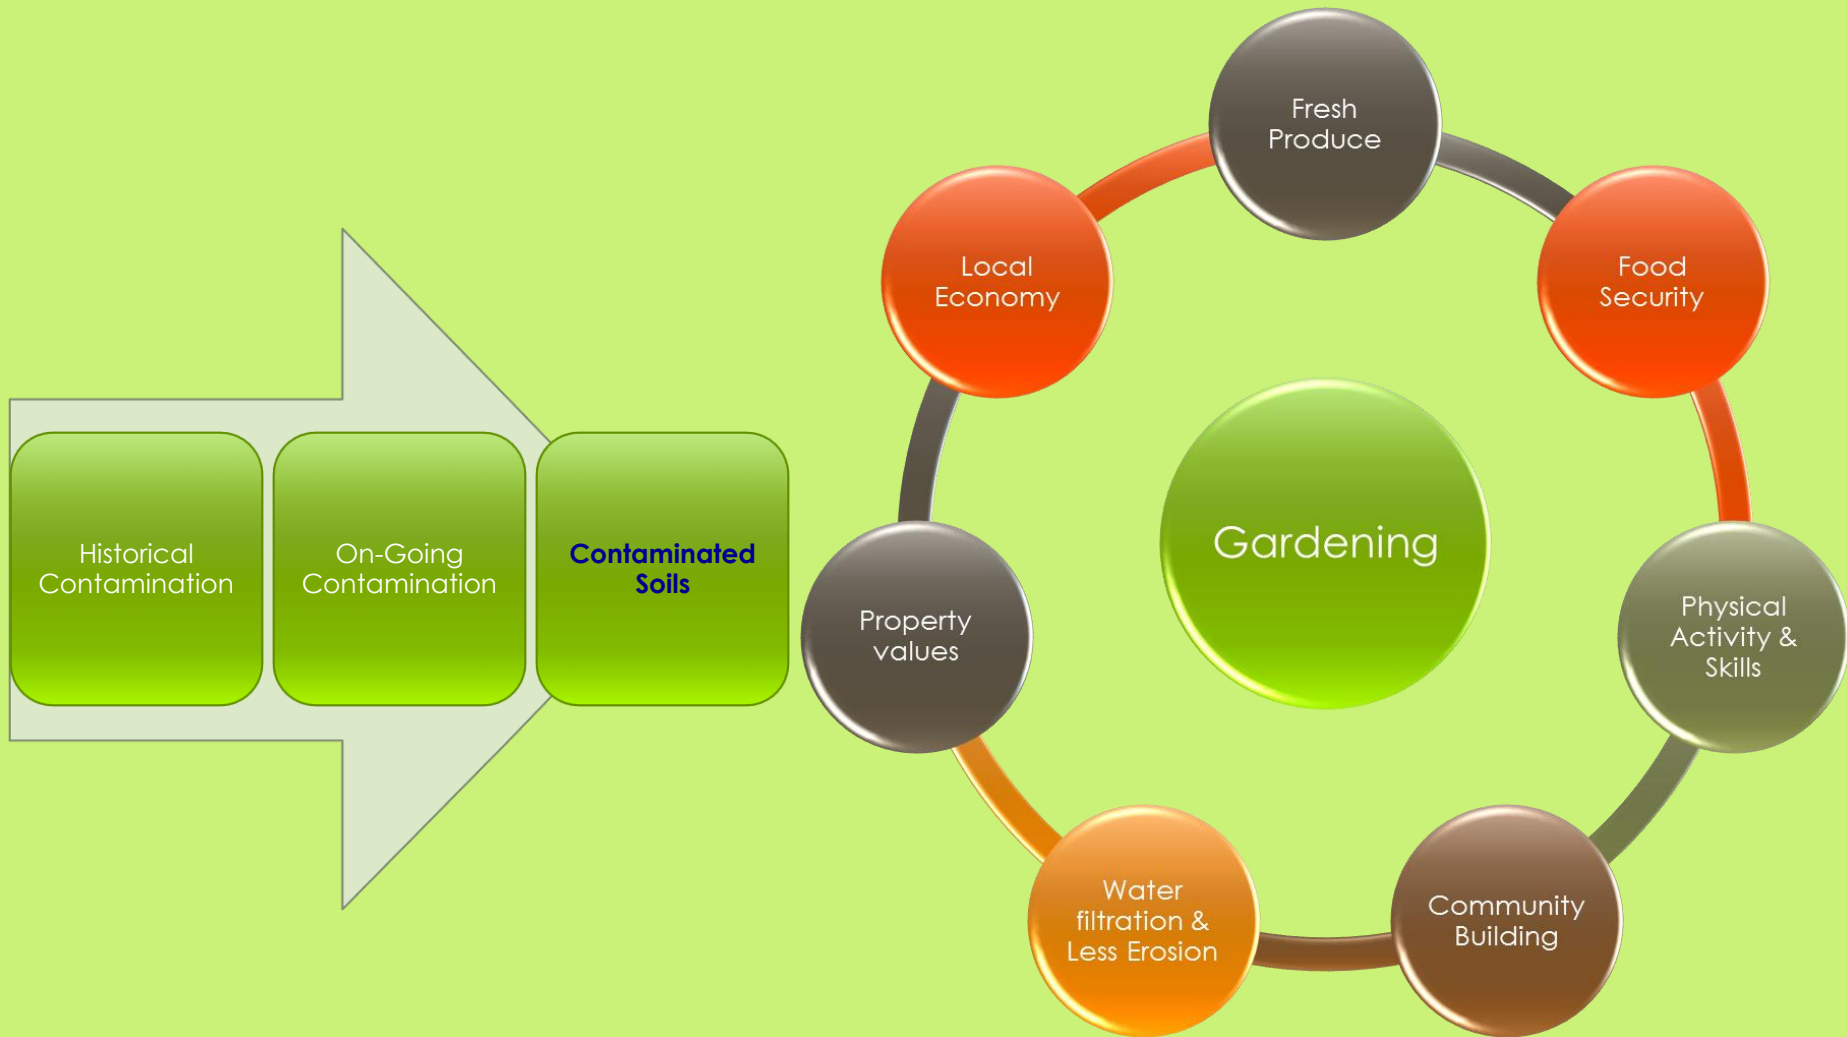 Historical
Contamination
On-Going
Contamination
Contaminated
Soils
Fresh
Produce
Food
Security
Physical
Activity &
Skills
Community
Building
Water
filtration &
Less Erosion
Property
values
Local
Economy
Gardening